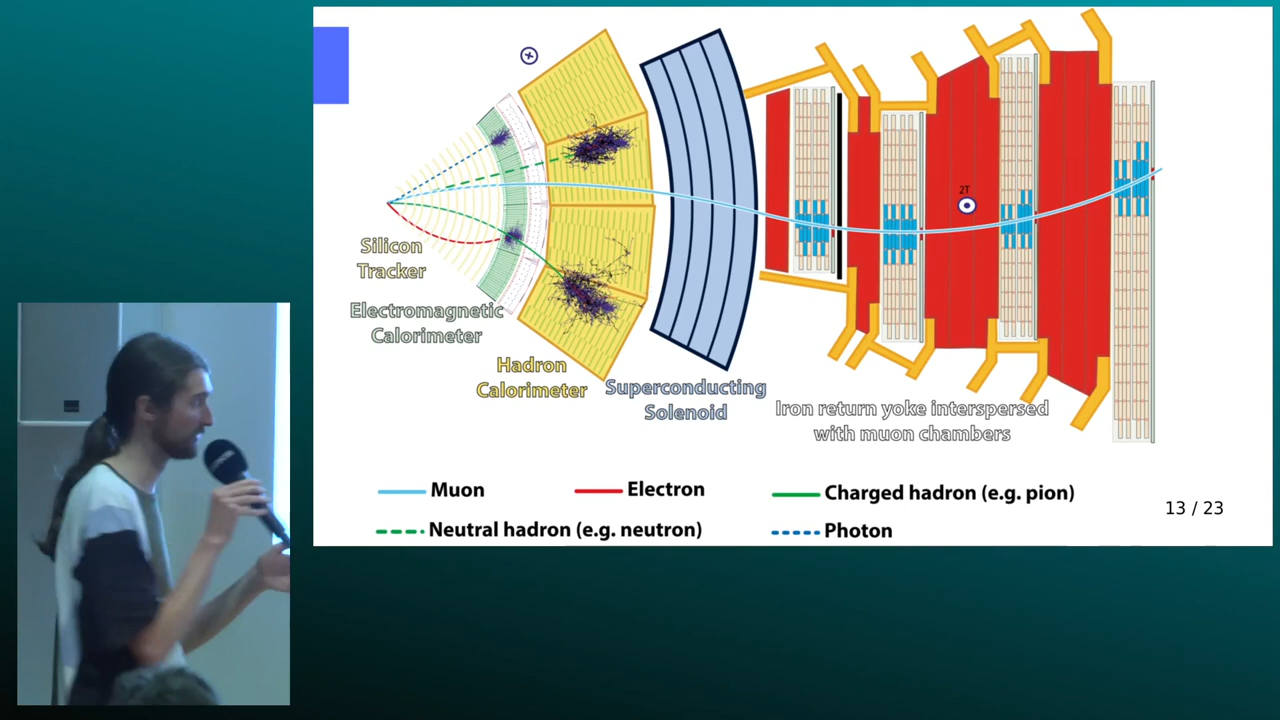 2T
Silicon
Tracker
Electromagnetic
Calorimeter
Hadron
Calorimeter
Superconducting
Solenoid
Iron return yoke interspersed
with muon chambers
Muon
Electron
Charged hadron (e.g. pion)
Neutral hadron (e.g. neutron)
Photon
13 / 23